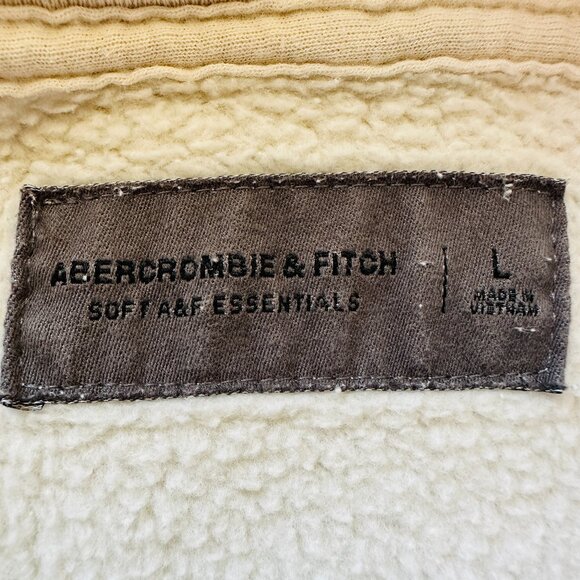 ABERCROMBIE & FITCH
SOFT A&F ESSENTIALS
L
MADE IN
VIETNAM